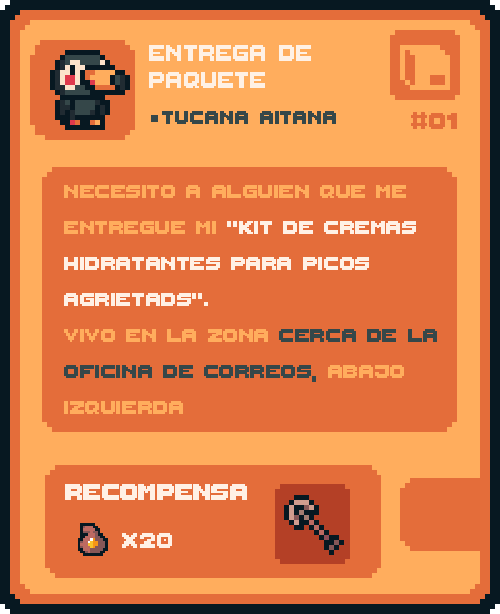 ENTREGA DE
PAQUETE
•TUCANA AITANA
#01
NECESITO A ALGUIEN QUE ME
ENTREGUE MI "KIT DE CREMAS
HIDRATANTES PARA PICOS
AGRIETADS".
VIVO EN LA ZONA CERCA DE LA
OFICINA DE CORREOS, ABAJO
IZQUIERDA
RECOMPENSA
X20